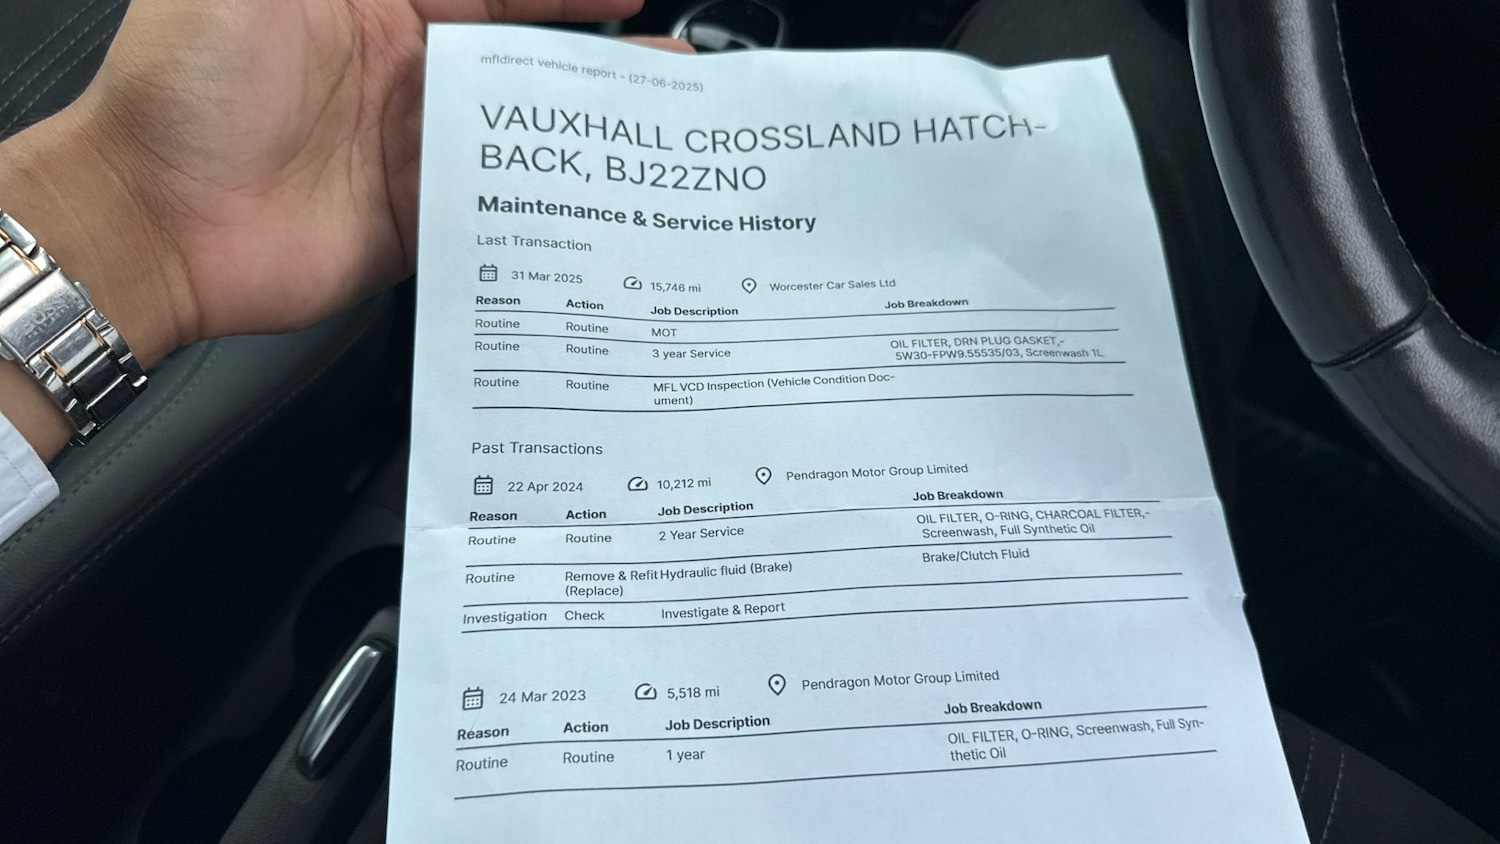 mfldirect vehicle report - (27-06-2025)
VAUXHALL CROSSLAND HATCH-
BACK, BJ22ZNO
Maintenance & Service History
Last Transaction
31 Mar 2025 15,746 mi Worcester Car Sales Ltd
Reason Action Job Description Job Breakdown
Routine Routine MOT
Routine Routine 3 year Service OIL FILTER, DRN PLUG GASKET,-
5W30-FPW9.55535/03, Screenwash 1L
Routine Routine MFL VCD Inspection (Vehicle Condition Doc-
ument)
Past Transactions
22 Apr 2024 10,212 mi Pendragon Motor Group Limited
Reason Action Job Description Job Breakdown
Routine Routine 2 Year Service OIL FILTER, O-RING, CHARCOAL FILTER,-
Screenwash, Full Synthetic Oil
Routine Remove & Refit Hydraulic fluid (Brake) Brake/Clutch Fluid
(Replace)
Investigation Check Investigate & Report
24 Mar 2023 5,518 mi Pendragon Motor Group Limited
Reason Action Job Description Job Breakdown
Routine Routine 1 year OIL FILTER, O-RING, Screenwash, Full Syn-
thetic Oil